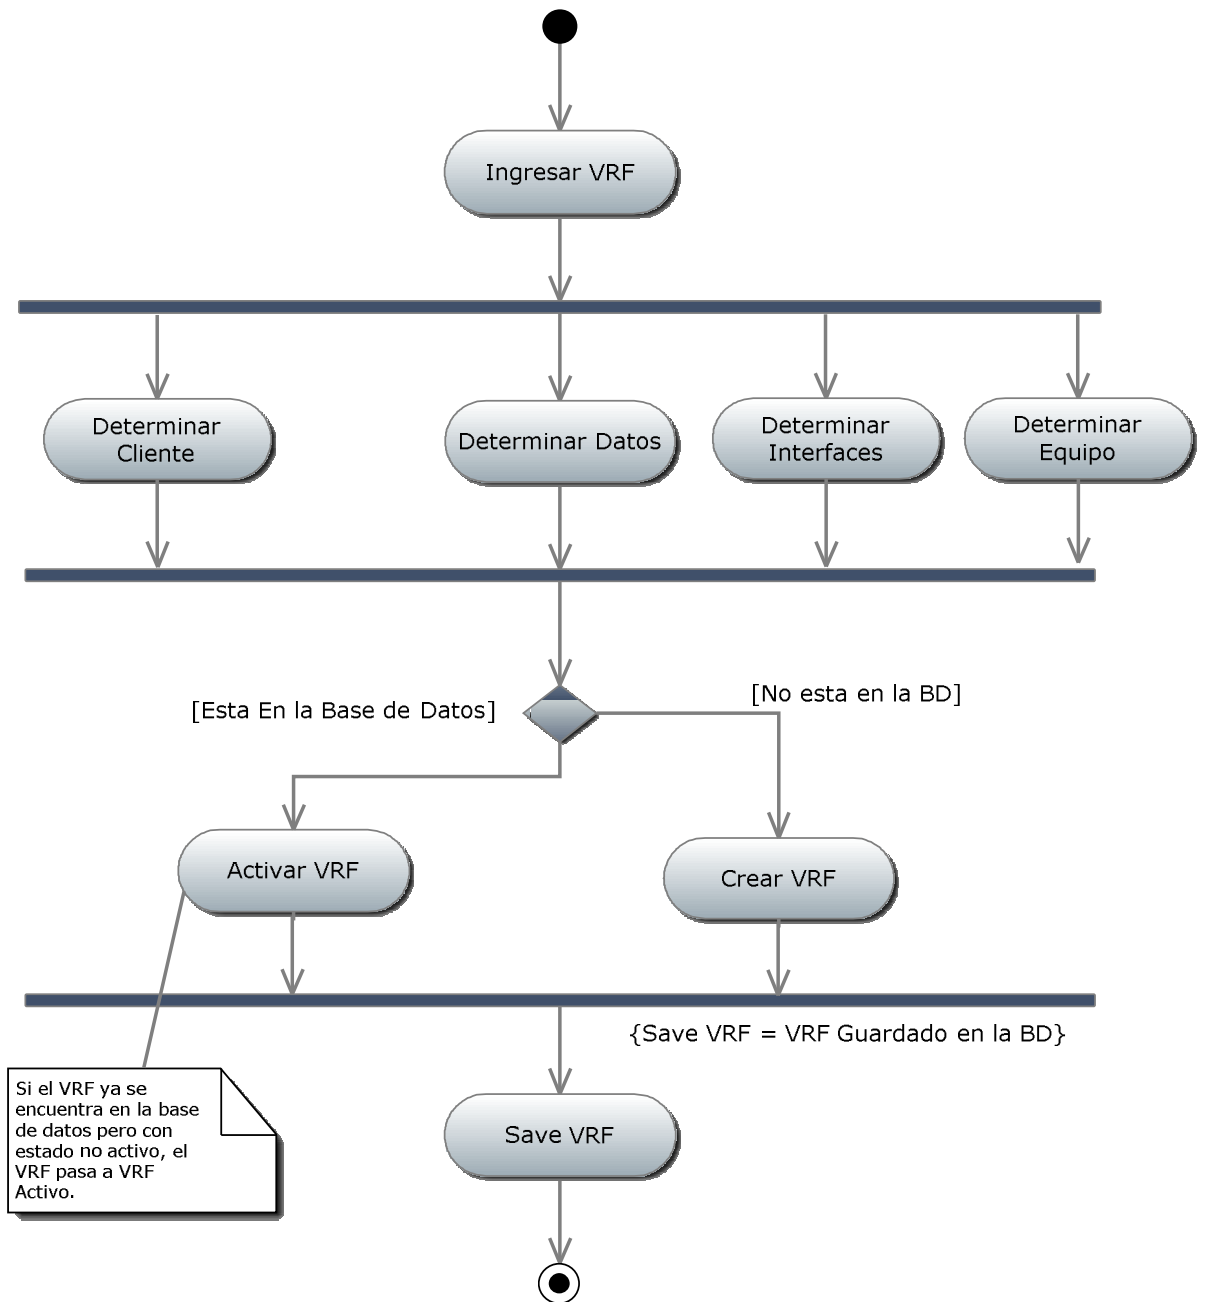 Ingresar VRF
Determinar
Cliente
Determinar Datos
Determinar
Interfaces
Determinar
Equipo
[Esta En la Base de Datos]
[No esta en la BD]
Activar VRF
Crear VRF
{Save VRF = VRF Guardado en la BD}
Si el VRF ya se
encuentra en la base
de datos pero con
estado no activo, el
VRF pasa a VRF
Activo.
Save VRF